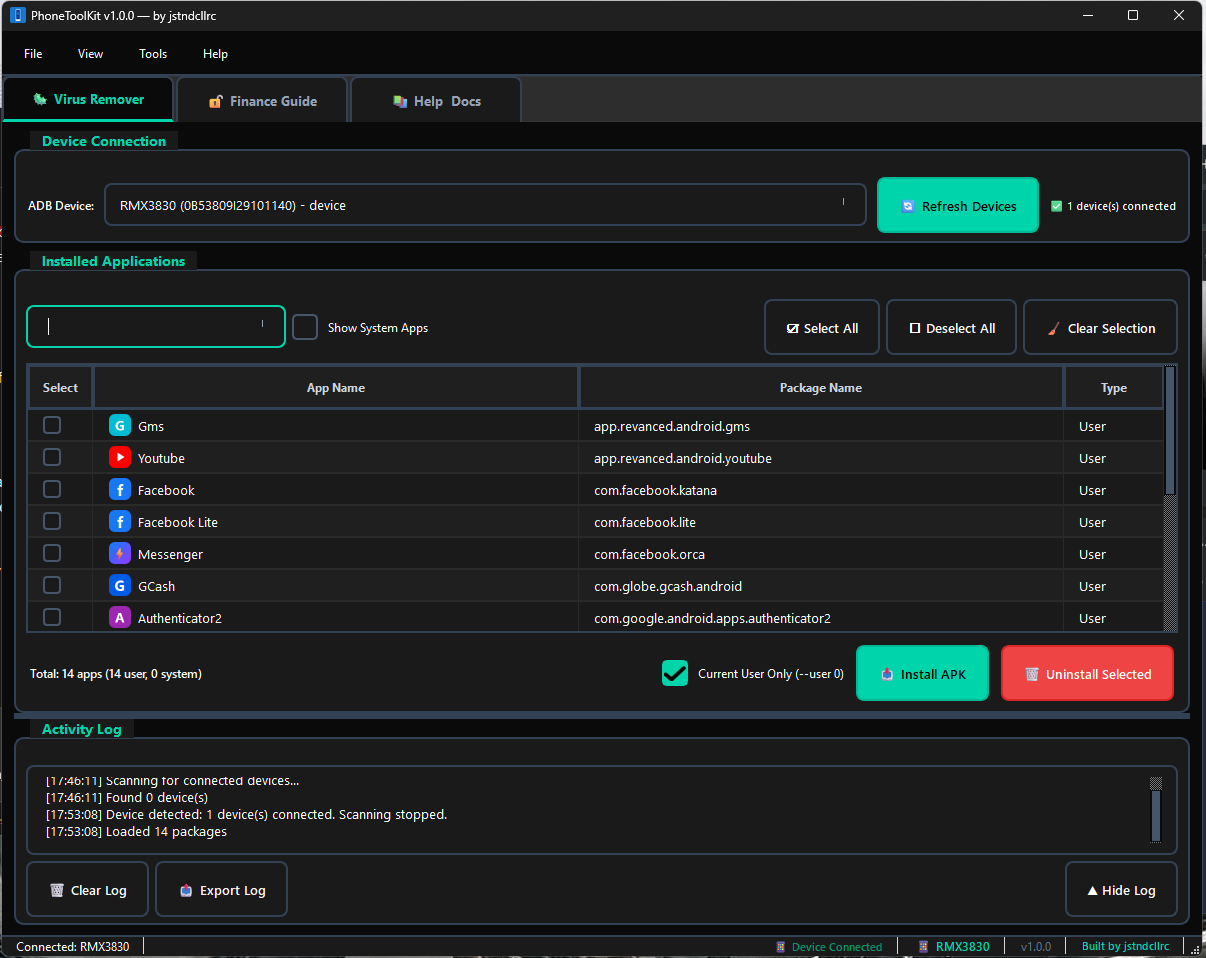 PhoneToolKit v1.0.0 — by jstndcllrc
File View Tools Help
Virus Remover Finance Guide Help Docs
Device Connection
ADB Device: RMX3830 (0B53809I29101140) - device Refresh Devices 1 device(s) connected
Installed Applications
Show System Apps Select All Deselect All Clear Selection
Select App Name Package Name Type
G Gms app.revanced.android.gms User
Youtube app.revanced.android.youtube User
f Facebook com.facebook.katana User
f Facebook Lite com.facebook.lite User
Messenger com.facebook.orca User
G GCash com.globe.gcash.android User
A Authenticator2 com.google.android.apps.authenticator2 User
Total: 14 apps (14 user, 0 system) Current User Only (--user 0) Install APK Uninstall Selected
Activity Log
[17:46:11] Scanning for connected devices...
[17:46:11] Found 0 device(s)
[17:53:08] Device detected: 1 device(s) connected. Scanning stopped.
[17:53:08] Loaded 14 packages
Clear Log Export Log ▲ Hide Log
Connected: RMX3830 Device Connected RMX3830 v1.0.0 Built by jstndcllrc